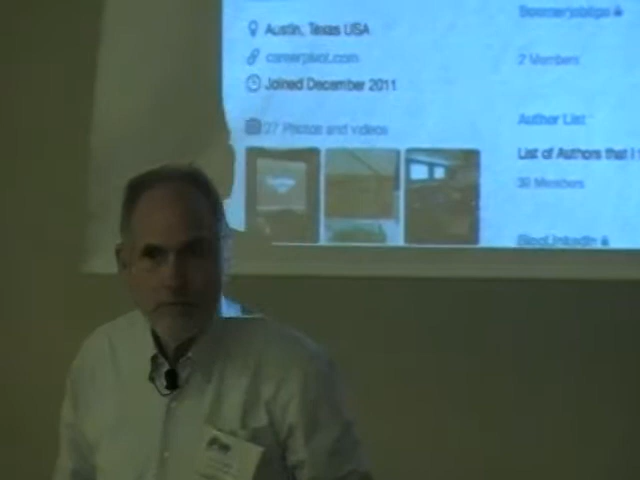 Austin, Texas USA
careerpivot.com
Joined December 2011
27 Photos and videos
2 Members
Author List
List of Authors that I
30 Members